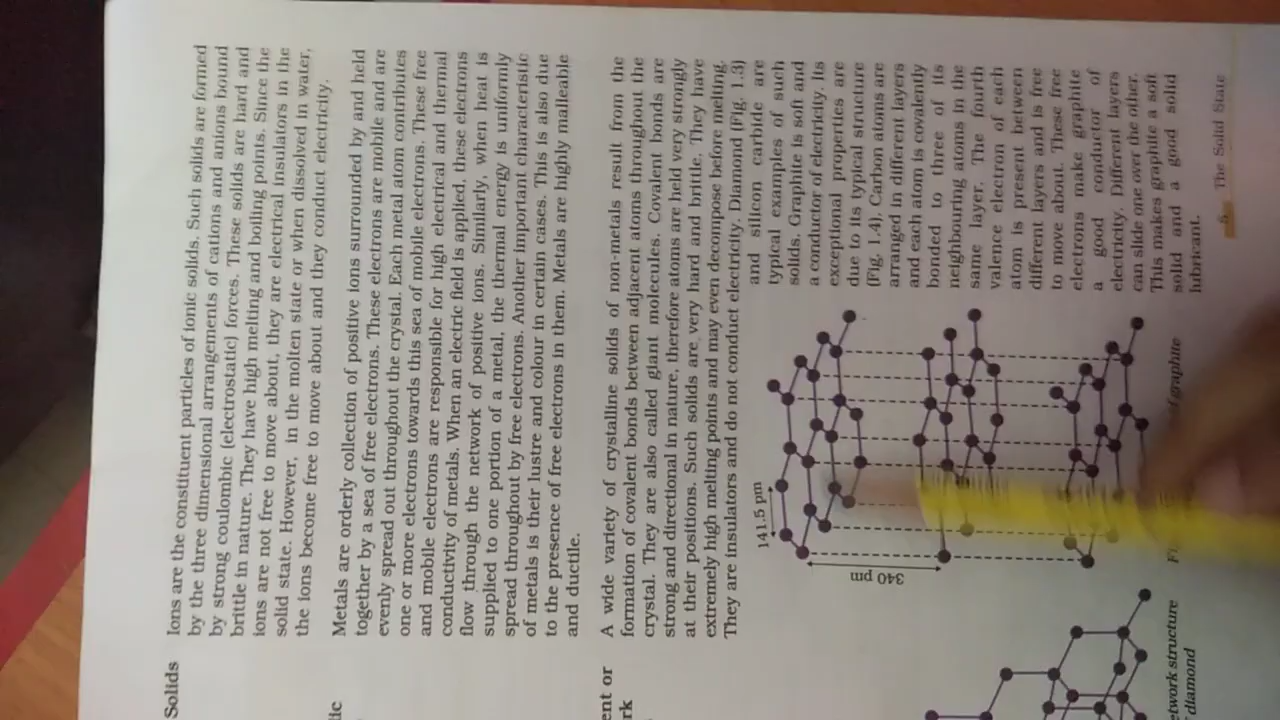 Solids
Ions are the constituent particles of ionic solids. Such solids are formed
by the three dimensional arrangements of cations and anions bound
by strong coulombic (electrostatic) forces. These solids are hard and
brittle in nature. They have high melting and boiling points. Since the
ions are not free to move about, they are electrical insulators in the
solid state. However, in the molten state or when dissolved in water,
the ions become free to move about and they conduct electricity.
lic
Metals are orderly collection of positive ions surrounded by and held
together by a sea of free electrons. These electrons are mobile and are
evenly spread out throughout the crystal. Each metal atom contributes
one or more electrons towards this sea of mobile electrons. These free
and mobile electrons are responsible for high electrical and thermal
conductivity of metals. When an electric field is applied, these electrons
flow through the network of positive ions. Similarly, when heat is
supplied to one portion of a metal, the thermal energy is uniformly
spread throughout by free electrons. Another important characteristic
of metals is their lustre and colour in certain cases. This is also due
to the presence of free electrons in them. Metals are highly malleable
and ductile.
ent or
rk
A wide variety of crystalline solids of non-metals result from the
formation of covalent bonds between adjacent atoms throughout the
crystal. They are also called giant molecules. Covalent bonds are
strong and directional in nature, therefore atoms are held very strongly
at their positions. Such solids are very hard and brittle. They have
extremely high melting points and may even decompose before melting.
They are insulators and do not conduct electricity. Diamond (Fig. 1.3)
and silicon carbide are
typical examples of such
solids. Graphite is soft and
a conductor of electricity. Its
exceptional properties are
due to its typical structure
(Fig. 1.4). Carbon atoms are
arranged in different layers
and each atom is covalently
bonded to three of its
neighbouring atoms in the
same layer. The fourth
valence electron of each
atom is present between
different layers and is free
to move about. These free
electrons make graphite
a good conductor of
electricity. Different layers
can slide one over the other.
This makes graphite a soft
solid and a good solid
lubricant.
141.5 pm
340 pm
graphite
etwork structure
diamond
5 The Solid State